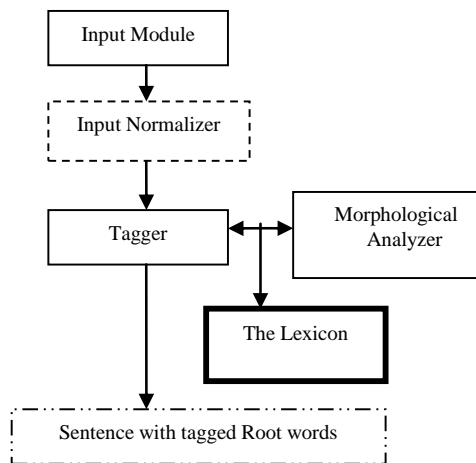 Input Module
Input Normalizer
Tagger
Morphological
Analyzer
The Lexicon
Sentence with tagged Root words